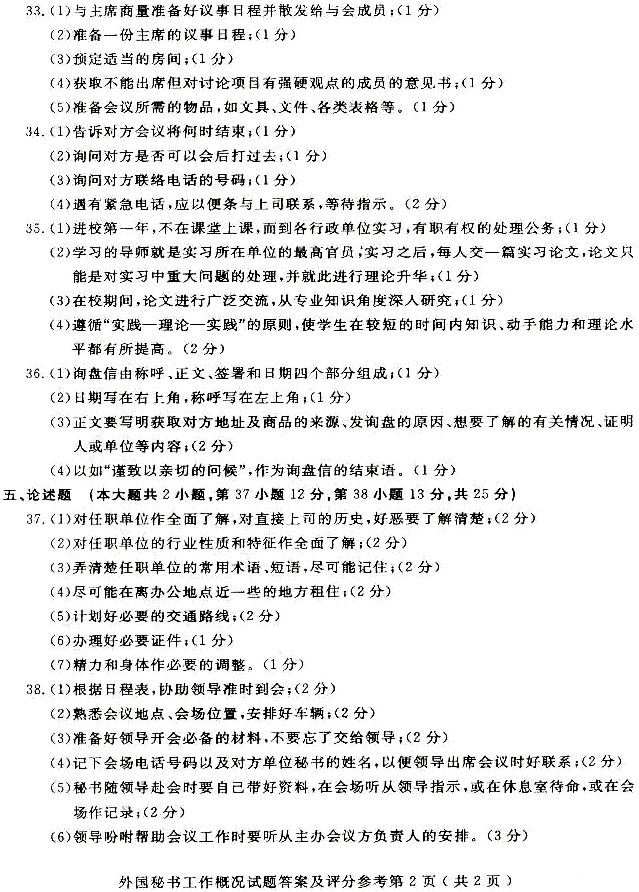 33.(1)与主席商量准备好议事日程并散发给与会成员;(1分)
(2)准备一份主席的议事日程;(1分)
(3)预定适当的房间;(1分)
(4)获取不能出席但对讨论项目有强硬观点的成员的意见书;(1分)
(5)准备会议所需的物品,如文具、文件、各类表格等。(1分)
34.(1)告诉对方会议将何时结束;(1分)
(2)询问对方是否可以会后打过去;(1分)
(3)询问对方联络电话的号码;(1分)
(4)遇有紧急电话,应以便条与上司联系,等待指示。(2分)
35.(1)进校第一年,不在课堂上课,而到各行政单位实习,有职有权的处理公务;(1分)
(2)学习的导师就是实习所在单位的最高官员,实习之后,每人交一篇实习论文,论文只
能是对实习中重大问题的处理,并就此进行理论升华;(1分)
(3)在校期间,论文进行广泛交流,从专业知识角度深入研究;(1分)
(4)遵循“实践—理论—实践”的原则,使学生在较短的时间内知识、动手能力和理论水
平都有所提高。(2分)
36.(1)询盘信由称呼、正文、签署和日期四个部分组成;(1分)
(2)日期写在右上角,称呼写在左上角;(1分)
(3)正文要写明获取对方地址及商品的来源、发询盘的原因、想要了解的有关情况、证明
人或单位等内容;(2分)
(4)以如“谨致以亲切的问候”,作为询盘信的结束语。(1分)
五、论述题 (本大题共2小题,第37小题12分,第38小题13分,共25分)
37.(1)对任职单位作全面了解,对直接上司的历史,好恶要了解清楚;(2分)
(2)对任职单位的行业性质和特征作全面了解;(2分)
(3)弄清楚任职单位的常用术语、短语,尽可能记住;(2分)
(4)尽可能在离办公地点近一些的地方租住;(2分)
(5)计划好必要的交通路线;(2分)
(6)办理好必要证件;(1分)
(7)精力和身体作必要的调整。(1分)
38.(1)根据日程表,协助领导准时到会;(2分)
(2)熟悉会议地点、会场位置,安排好车辆;(2分)
(3)准备好领导开会必备的材料,不要忘了交给领导;(2分)
(4)记下会场电话号码以及对方单位秘书的姓名,以便领导出席会议时好联系;(2分)
(5)秘书随领导赴会时要自己带好资料,在会场听从领导指示,或在休息室待命,或在会
场作记录;(2分)
(6)领导吩咐帮助会议工作时要听从主办会议方负责人的安排。(3分)
外国秘书工作概况试题答案及评分参考第2页(共2页)